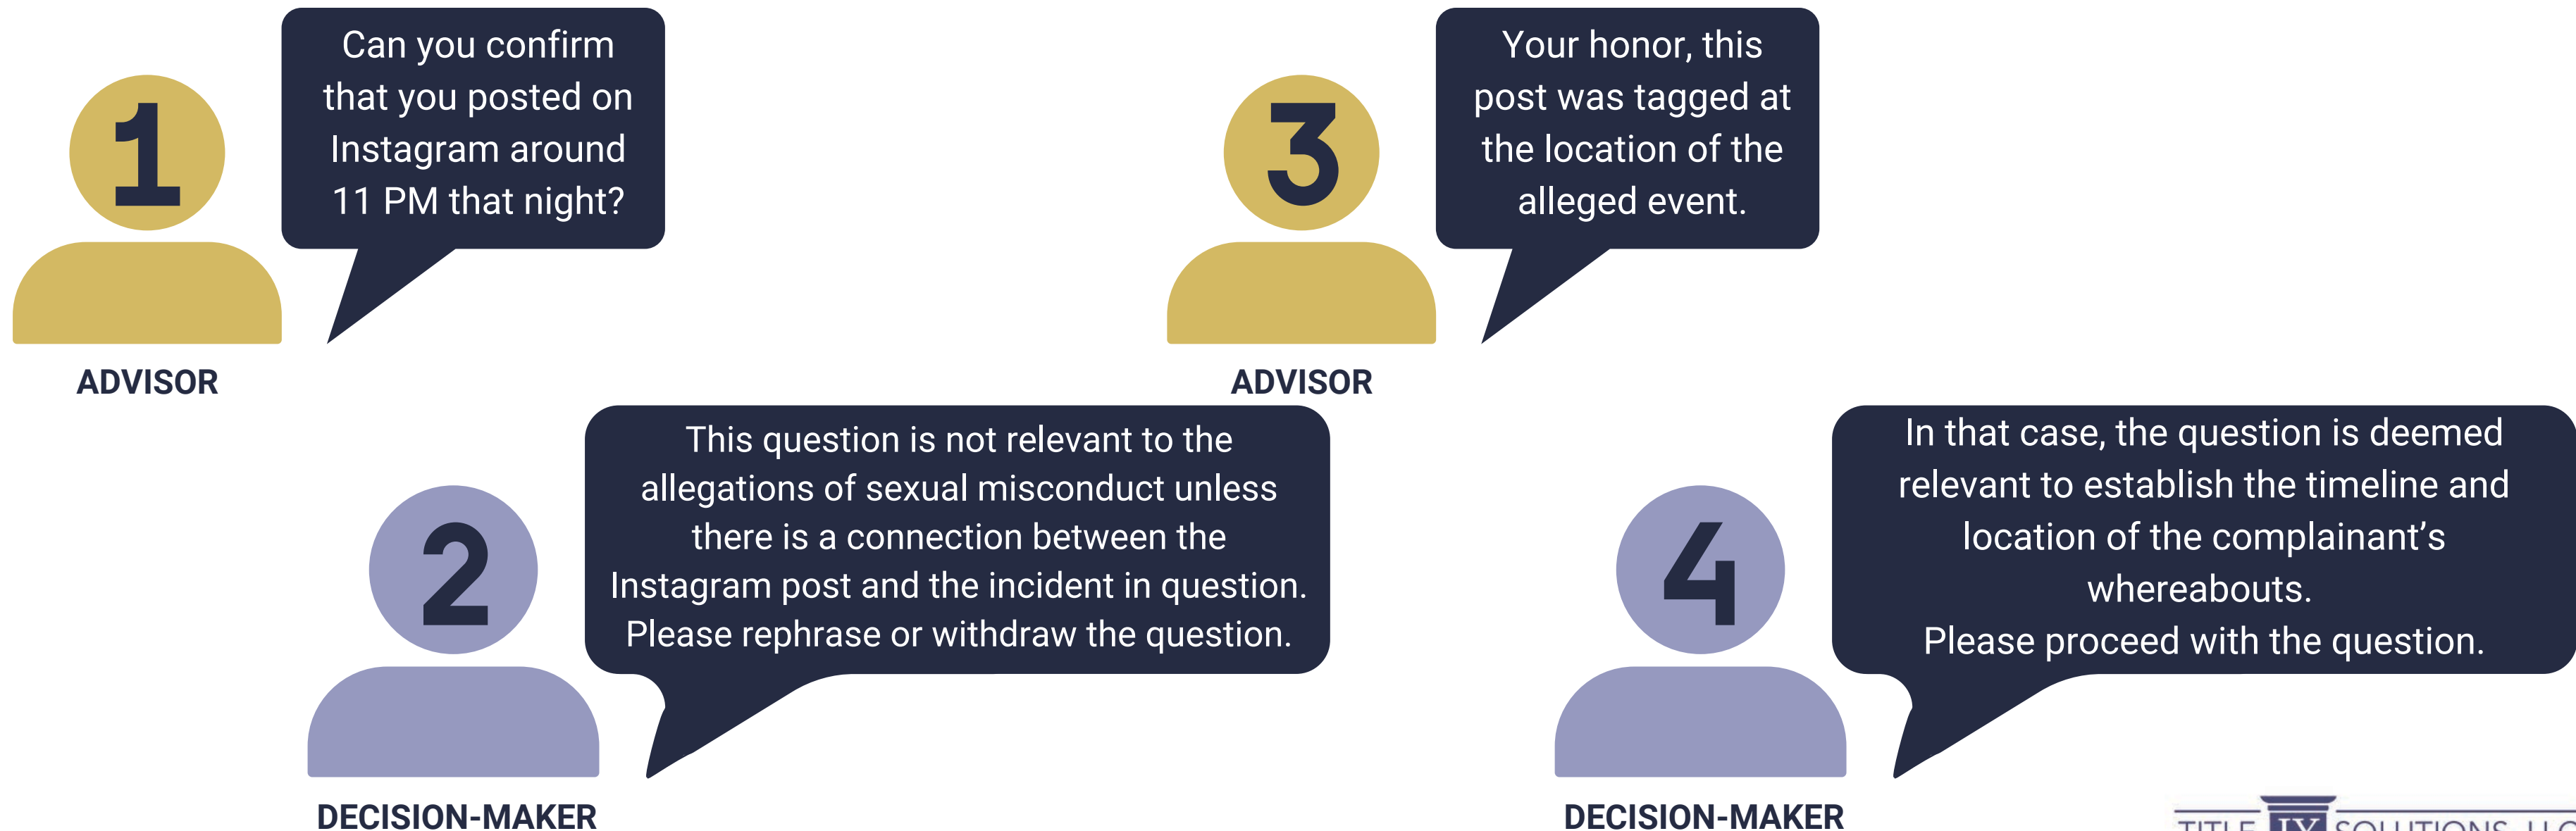 1
Can you confirm
that you posted on
Instagram around
11 PM that night?
ADVISOR
2
This question is not relevant to the
allegations of sexual misconduct unless
there is a connection between the
Instagram post and the incident in question.
Please rephrase or withdraw the question.
DECISION-MAKER
3
Your honor, this
post was tagged at
the location of the
alleged event.
ADVISOR
4
In that case, the question is deemed
relevant to establish the timeline and
location of the complainant’s
whereabouts.
Please proceed with the question.
DECISION-MAKER
TITLE IX SOLUTIONS, LLC